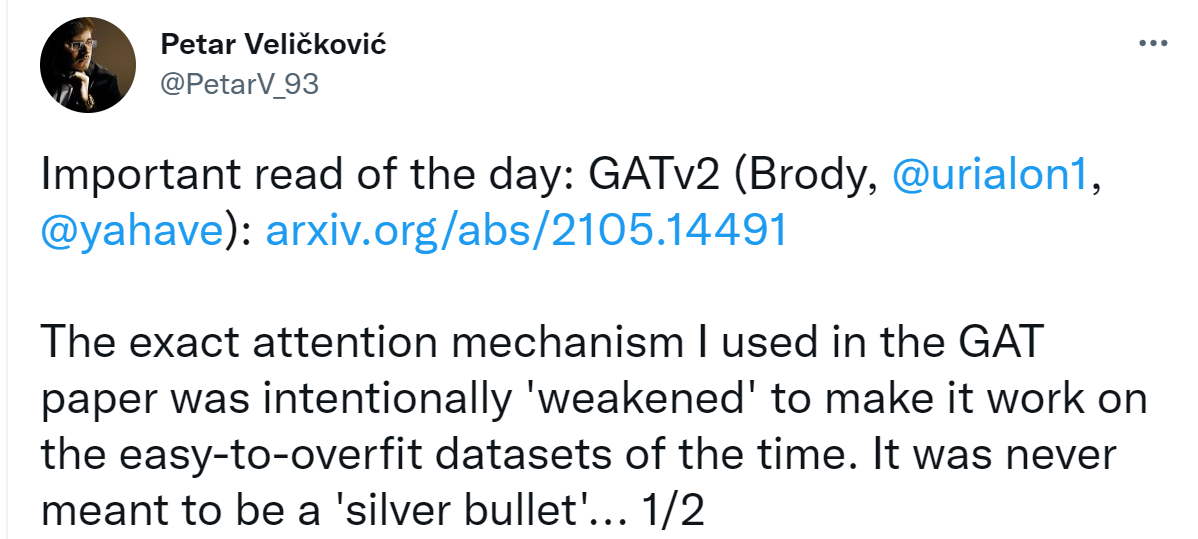 Petar Veličković
@PetarV_93
Important read of the day: GATv2 (Brody, @urialon1,
@yahave): arxiv.org/abs/2105.14491
The exact attention mechanism I used in the GAT
paper was intentionally 'weakened' to make it work on
the easy-to-overfit datasets of the time. It was never
meant to be a 'silver bullet'... 1/2